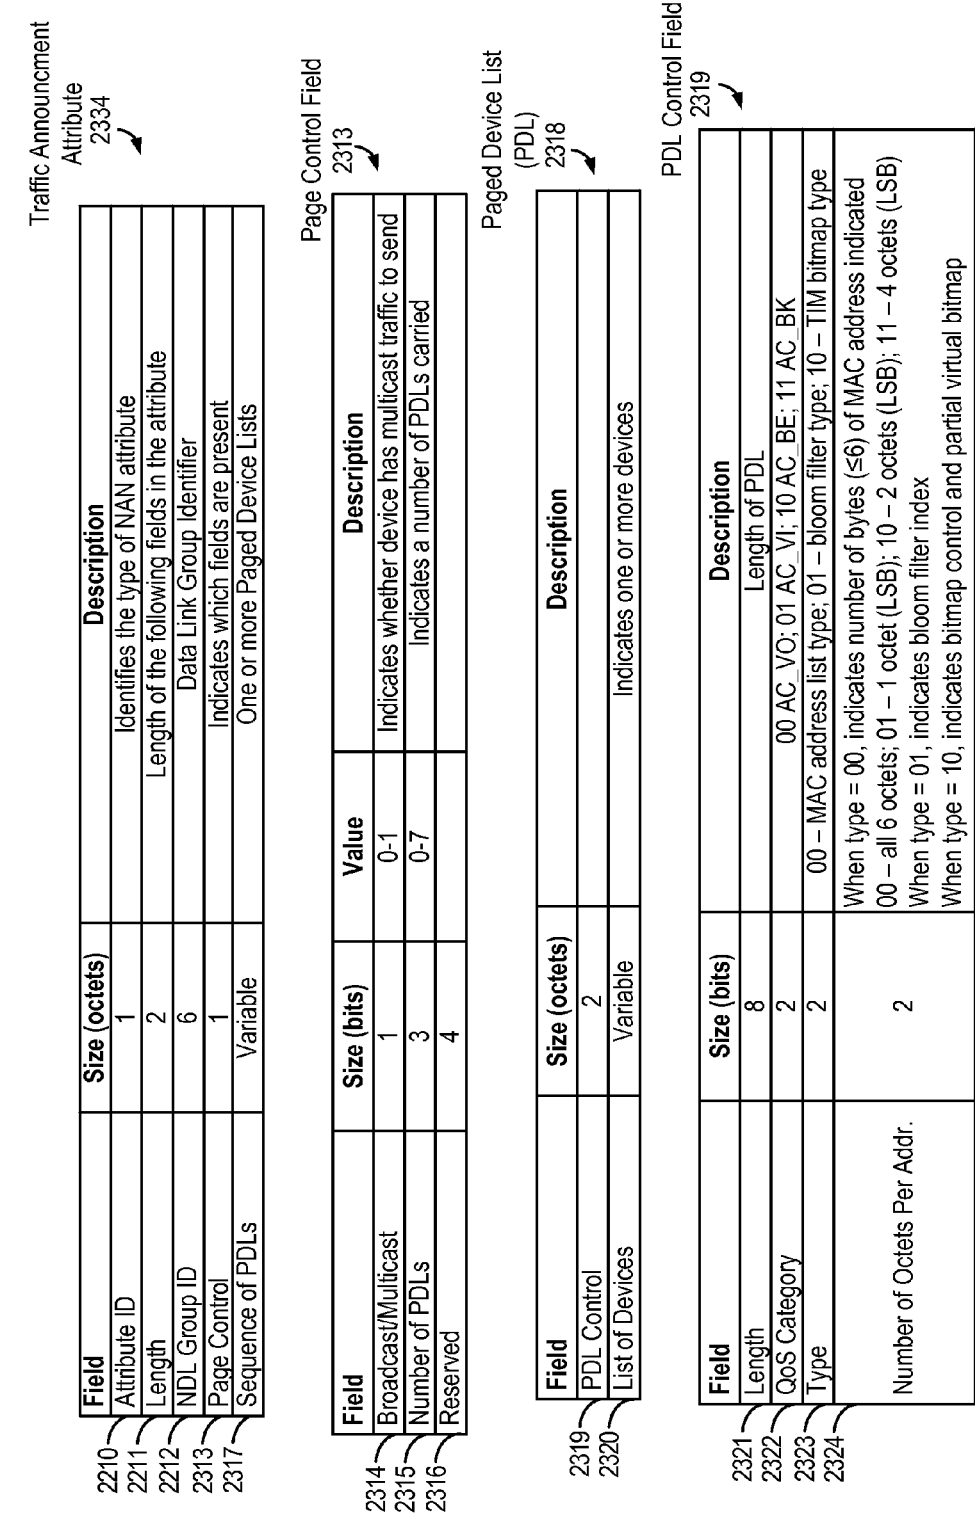 Traffic Announcment
Attribute
2334
Field Size (octets) Description
2210 Attribute ID 1 Identifies the type of NAN attribute
2211 Length 2 Length of the following fields in the attribute
2212 NDL Group ID 6 Data Link Group Identifier
2313 Page Control 1 Indicates which fields are present
2317 Sequence of PDLs Variable One or more Paged Device Lists
Page Control Field
2313
Field Size (bits) Value Description
2314 Broadcast/Multicast 1 0-1 Indicates whether device has multicast traffic to send
2315 Number of PDLs 3 0-7 Indicates a number of PDLs carried
2316 Reserved 4
Paged Device List
(PDL)
2318
Field Size (octets) Description
2319 PDL Control 2
2320 List of Devices Variable Indicates one or more devices
PDL Control Field
2319
Field Size (bits) Description
2321 Length 8 Length of PDL
2322 QoS Category 2 00 AC_VO; 01 AC_VI; 10 AC_BE; 11 AC_BK
2323 Type 2 00 – MAC address list type; 01 – bloom filter type; 10 – TIM bitmap type
2324 Number of Octets Per Addr. 2 When type = 00, indicates number of bytes (≤6) of MAC address indicated
00 – all 6 octets; 01 – 1 octet (LSB); 10 – 2 octets (LSB); 11 – 4 octets (LSB)
When type = 01, indicates bloom filter index
When type = 10, indicates bitmap control and partial virtual bitmap